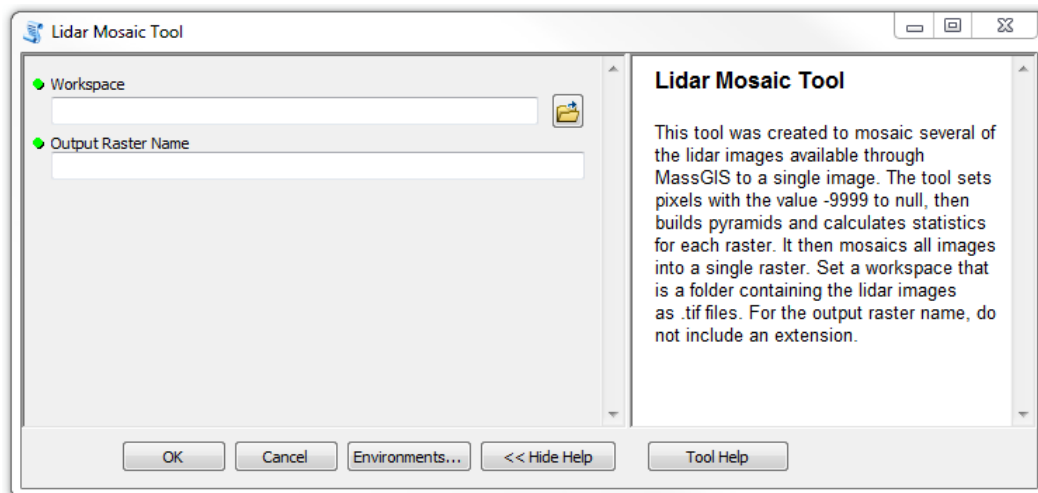 Lidar Mosaic Tool
Workspace
Output Raster Name
Lidar Mosaic Tool
This tool was created to mosaic several of
the lidar images available through
MassGIS to a single image. The tool sets
pixels with the value -9999 to null, then
builds pyramids and calculates statistics
for each raster. It then mosaics all images
into a single raster. Set a workspace that
is a folder containing the lidar images
as .tif files. For the output raster name, do
not include an extension.
OK
Cancel
Environments...
<< Hide Help
Tool Help